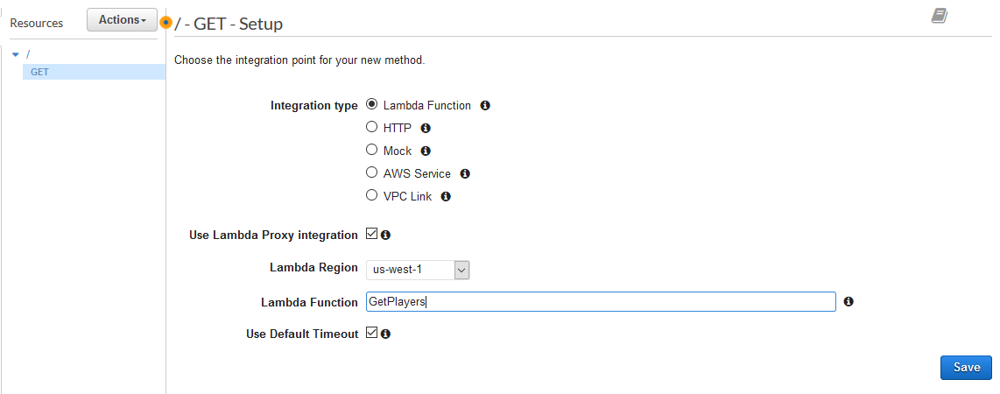 Resources
Actions
/ - GET - Setup
/
GET
Choose the integration point for your new method.
Integration type
Lambda Function
HTTP
Mock
AWS Service
VPC Link
Use Lambda Proxy integration
Lambda Region
us-west-1
Lambda Function
GetPlayers
Use Default Timeout
Save